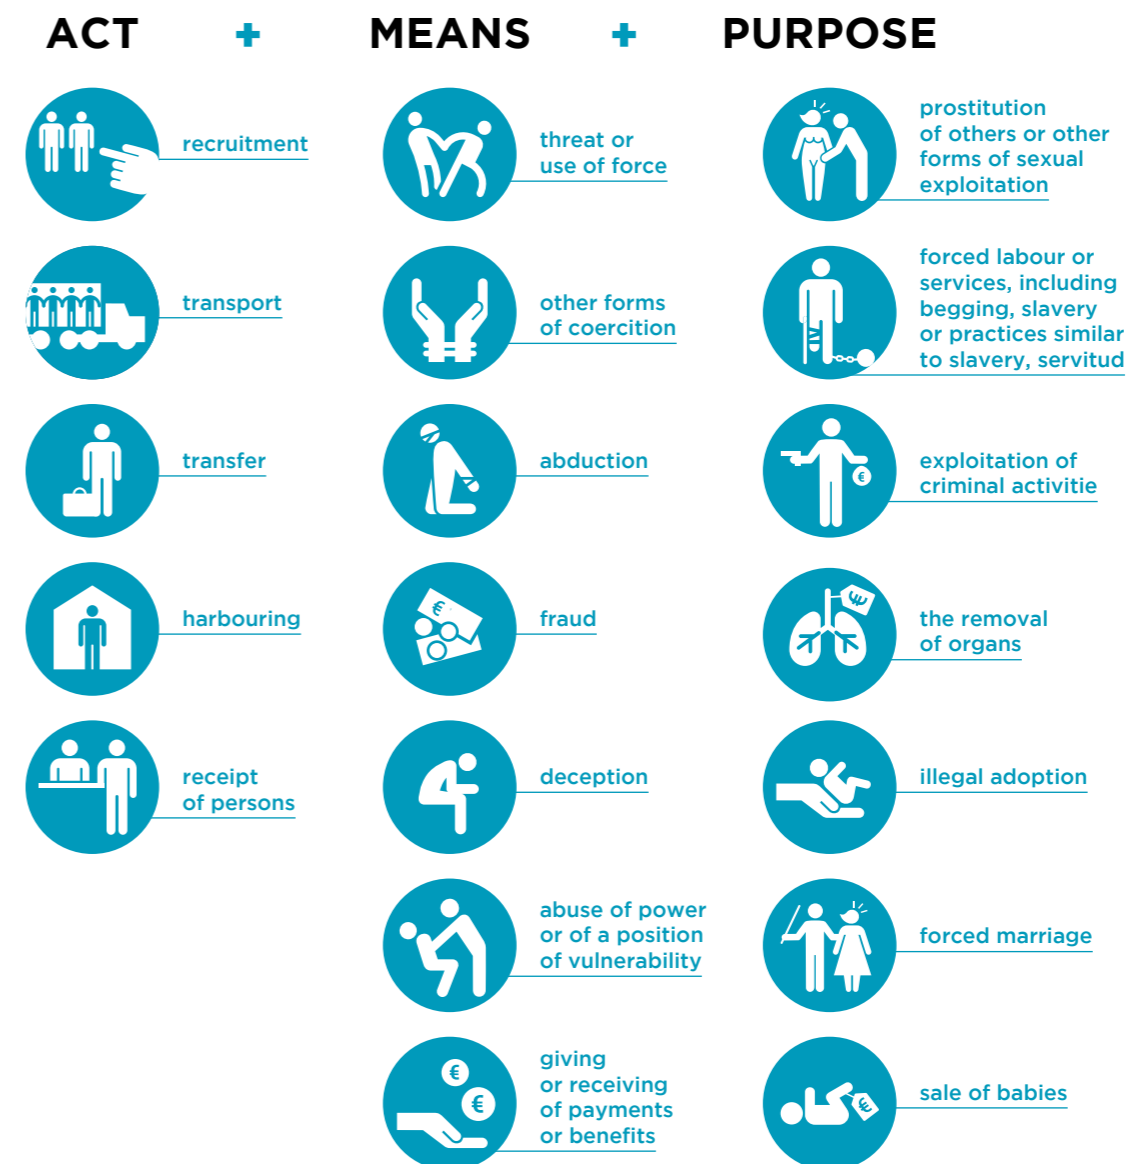 ACT + MEANS + PURPOSE
recruitment
transport
transfer
harbouring
receipt
of persons
threat or
use of force
other forms
of coercition
abduction
fraud
€
deception
abuse of power
or of a position
of vulnerability
giving
or receiving
of payments
or benefits
€
€
prostitution
of others or other
forms of sexual
exploitation
forced labour or
services, including
begging, slavery
or practices similar
to slavery, servitud
exploitation of
criminal activitie
€
the removal
of organs
€
illegal adoption
forced marriage
sale of babies
€